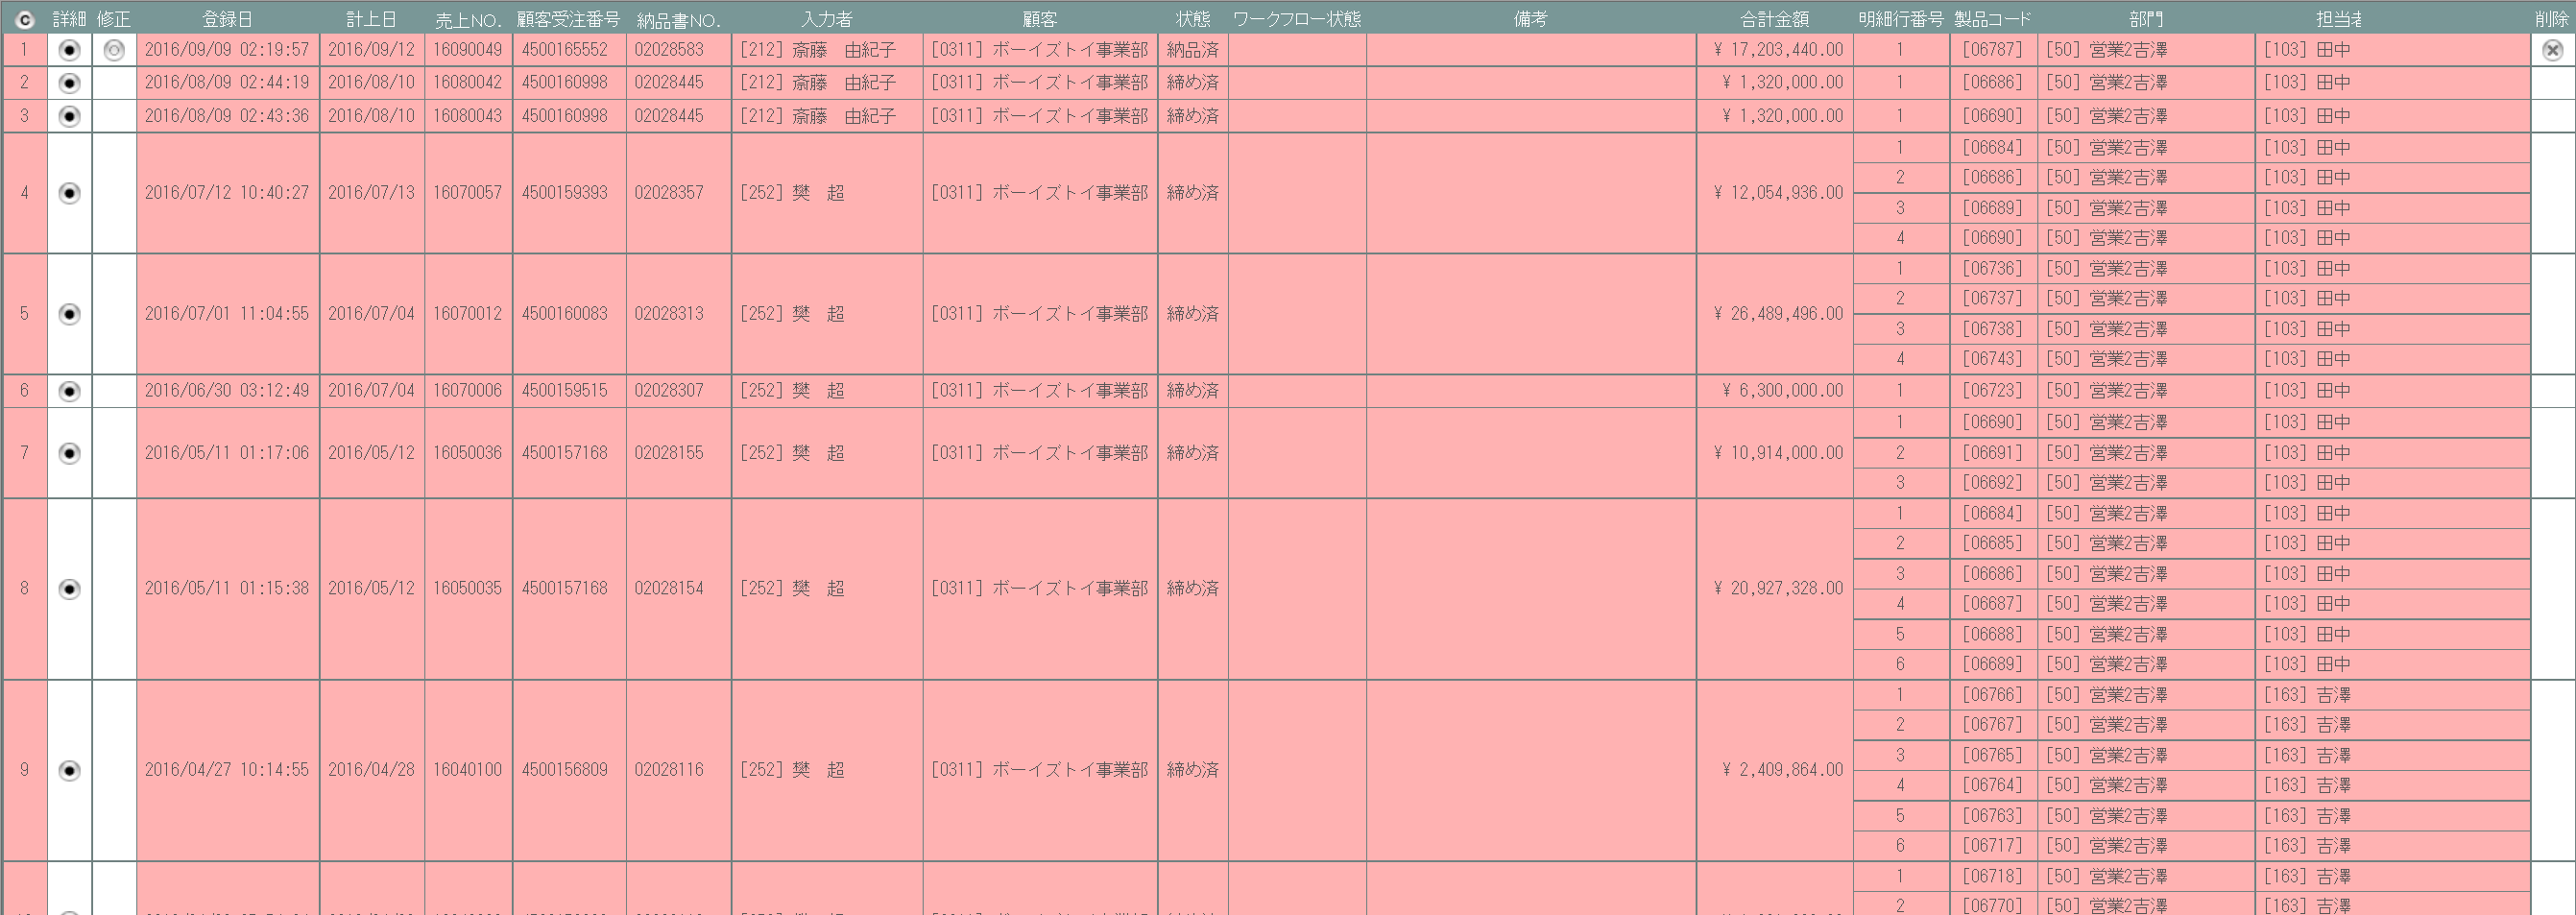 C 詳細 修正 登録日 計上日 売上NO. 顧客受注番号 納品書NO. 入力者 顧客 状態 ワークフロー状態 備考 合計金額 明細行番号 製品コード 部門 担当者 削除
1 2016/09/09 02:19:57 2016/09/12 16090049 4500165552 02028583 [212] 斎藤　由紀子 [0311] ボーイズトイ事業部 納品済 ¥ 17,203,440.00 1 [06787] [50] 営業2吉澤 [103] 田中
2 2016/08/09 02:44:19 2016/08/10 16080042 4500160998 02028445 [212] 斎藤　由紀子 [0311] ボーイズトイ事業部 締め済 ¥ 1,320,000.00 1 [06686] [50] 営業2吉澤 [103] 田中
3 2016/08/09 02:43:36 2016/08/10 16080043 4500160998 02028445 [212] 斎藤　由紀子 [0311] ボーイズトイ事業部 締め済 ¥ 1,320,000.00 1 [06690] [50] 営業2吉澤 [103] 田中
4 2016/07/12 10:40:27 2016/07/13 16070057 4500159393 02028357 [252] 樊　超 [0311] ボーイズトイ事業部 締め済 ¥ 12,054,936.00
1 [06684] [50] 営業2吉澤 [103] 田中
2 [06686] [50] 営業2吉澤 [103] 田中
3 [06689] [50] 営業2吉澤 [103] 田中
4 [06690] [50] 営業2吉澤 [103] 田中
5 2016/07/01 11:04:55 2016/07/04 16070012 4500160083 02028313 [252] 樊　超 [0311] ボーイズトイ事業部 締め済 ¥ 26,489,496.00
1 [06736] [50] 営業2吉澤 [103] 田中
2 [06737] [50] 営業2吉澤 [103] 田中
3 [06738] [50] 営業2吉澤 [103] 田中
4 [06743] [50] 営業2吉澤 [103] 田中
6 2016/06/30 03:12:49 2016/07/04 16070006 4500159515 02028307 [252] 樊　超 [0311] ボーイズトイ事業部 締め済 ¥ 6,300,000.00 1 [06723] [50] 営業2吉澤 [103] 田中
7 2016/05/11 01:17:06 2016/05/12 16050036 4500157168 02028155 [252] 樊　超 [0311] ボーイズトイ事業部 締め済 ¥ 10,914,000.00
1 [06690] [50] 営業2吉澤 [103] 田中
2 [06691] [50] 営業2吉澤 [103] 田中
3 [06692] [50] 営業2吉澤 [103] 田中
8 2016/05/11 01:15:38 2016/05/12 16050035 4500157168 02028154 [252] 樊　超 [0311] ボーイズトイ事業部 締め済 ¥ 20,927,328.00
1 [06684] [50] 営業2吉澤 [103] 田中
2 [06685] [50] 営業2吉澤 [103] 田中
3 [06686] [50] 営業2吉澤 [103] 田中
4 [06687] [50] 営業2吉澤 [103] 田中
5 [06688] [50] 営業2吉澤 [103] 田中
6 [06689] [50] 営業2吉澤 [103] 田中
9 2016/04/27 10:14:55 2016/04/28 16040100 4500156809 02028116 [252] 樊　超 [0311] ボーイズトイ事業部 締め済 ¥ 2,409,864.00
1 [06766] [50] 営業2吉澤 [163] 吉澤
2 [06767] [50] 営業2吉澤 [163] 吉澤
3 [06765] [50] 営業2吉澤 [163] 吉澤
4 [06764] [50] 営業2吉澤 [163] 吉澤
5 [06763] [50] 営業2吉澤 [163] 吉澤
6 [06717] [50] 営業2吉澤 [163] 吉澤
1 [06718] [50] 営業2吉澤 [163] 吉澤
2 [06770] [50] 営業2吉澤 [163] 吉澤